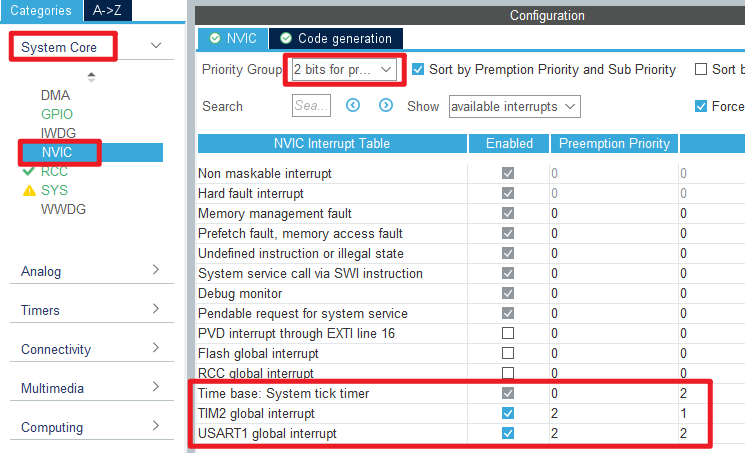 Categories A->Z
System Core
DMA
GPIO
IWDG
NVIC
RCC
SYS
WWDG
Analog
Timers
Connectivity
Multimedia
Computing
Configuration
NVIC Code generation
Priority Group 2 bits for pr... Sort by Premption Priority and Sub Priority Sort b
Search Sea... Show available interrupts Force
NVIC Interrupt Table Enabled Preemption Priority
Non maskable interrupt 0 0
Hard fault interrupt 0 0
Memory management fault 0 0
Prefetch fault, memory access fault 0 0
Undefined instruction or illegal state 0 0
System service call via SWI instruction 0 0
Debug monitor 0 0
Pendable request for system service 0 0
PVD interrupt through EXTI line 16 0 0
Flash global interrupt 0 0
RCC global interrupt 0 0
Time base: System tick timer 0 2
TIM2 global interrupt 2 1
USART1 global interrupt 2 2